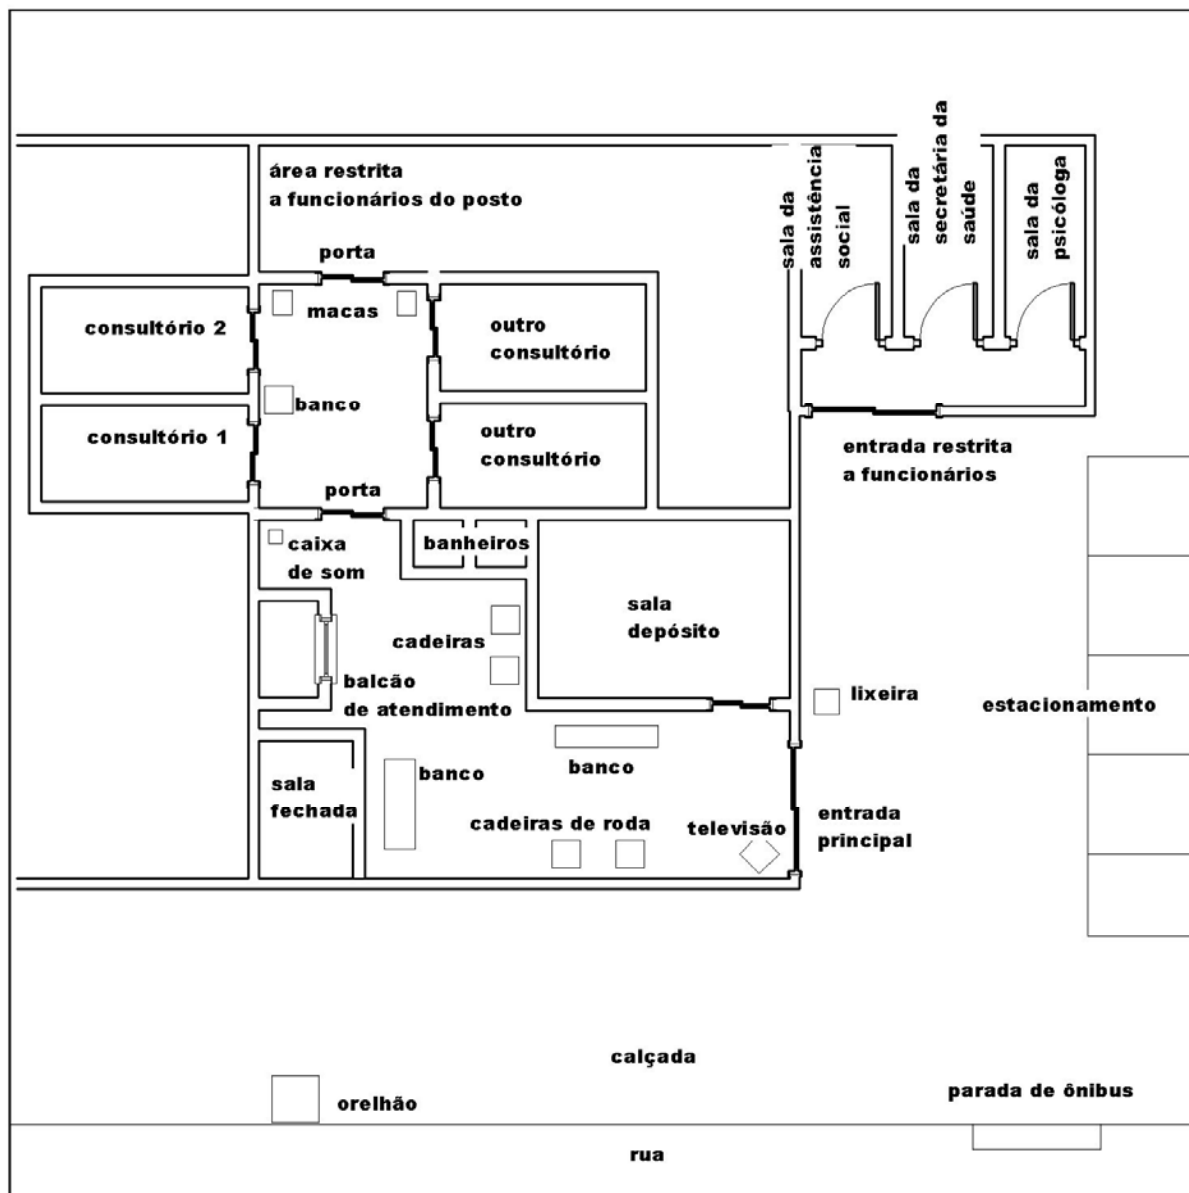 área restrita
a funcionários do posto
sala da
assistência
social
sala da
secretária da
saúde
sala da
psicóloga
porta
macas
consultório 2
outro
consultório
banco
consultório 1
outro
consultório
entrada restrita
a funcionários
porta
caixa
de som
banheiros
sala
depósito
cadeiras
balcão
de atendimento
lixeira
estacionamento
sala
fechada
banco
banco
cadeiras de roda
televisão
entrada
principal
calçada
orelhão
parada de ônibus
rua